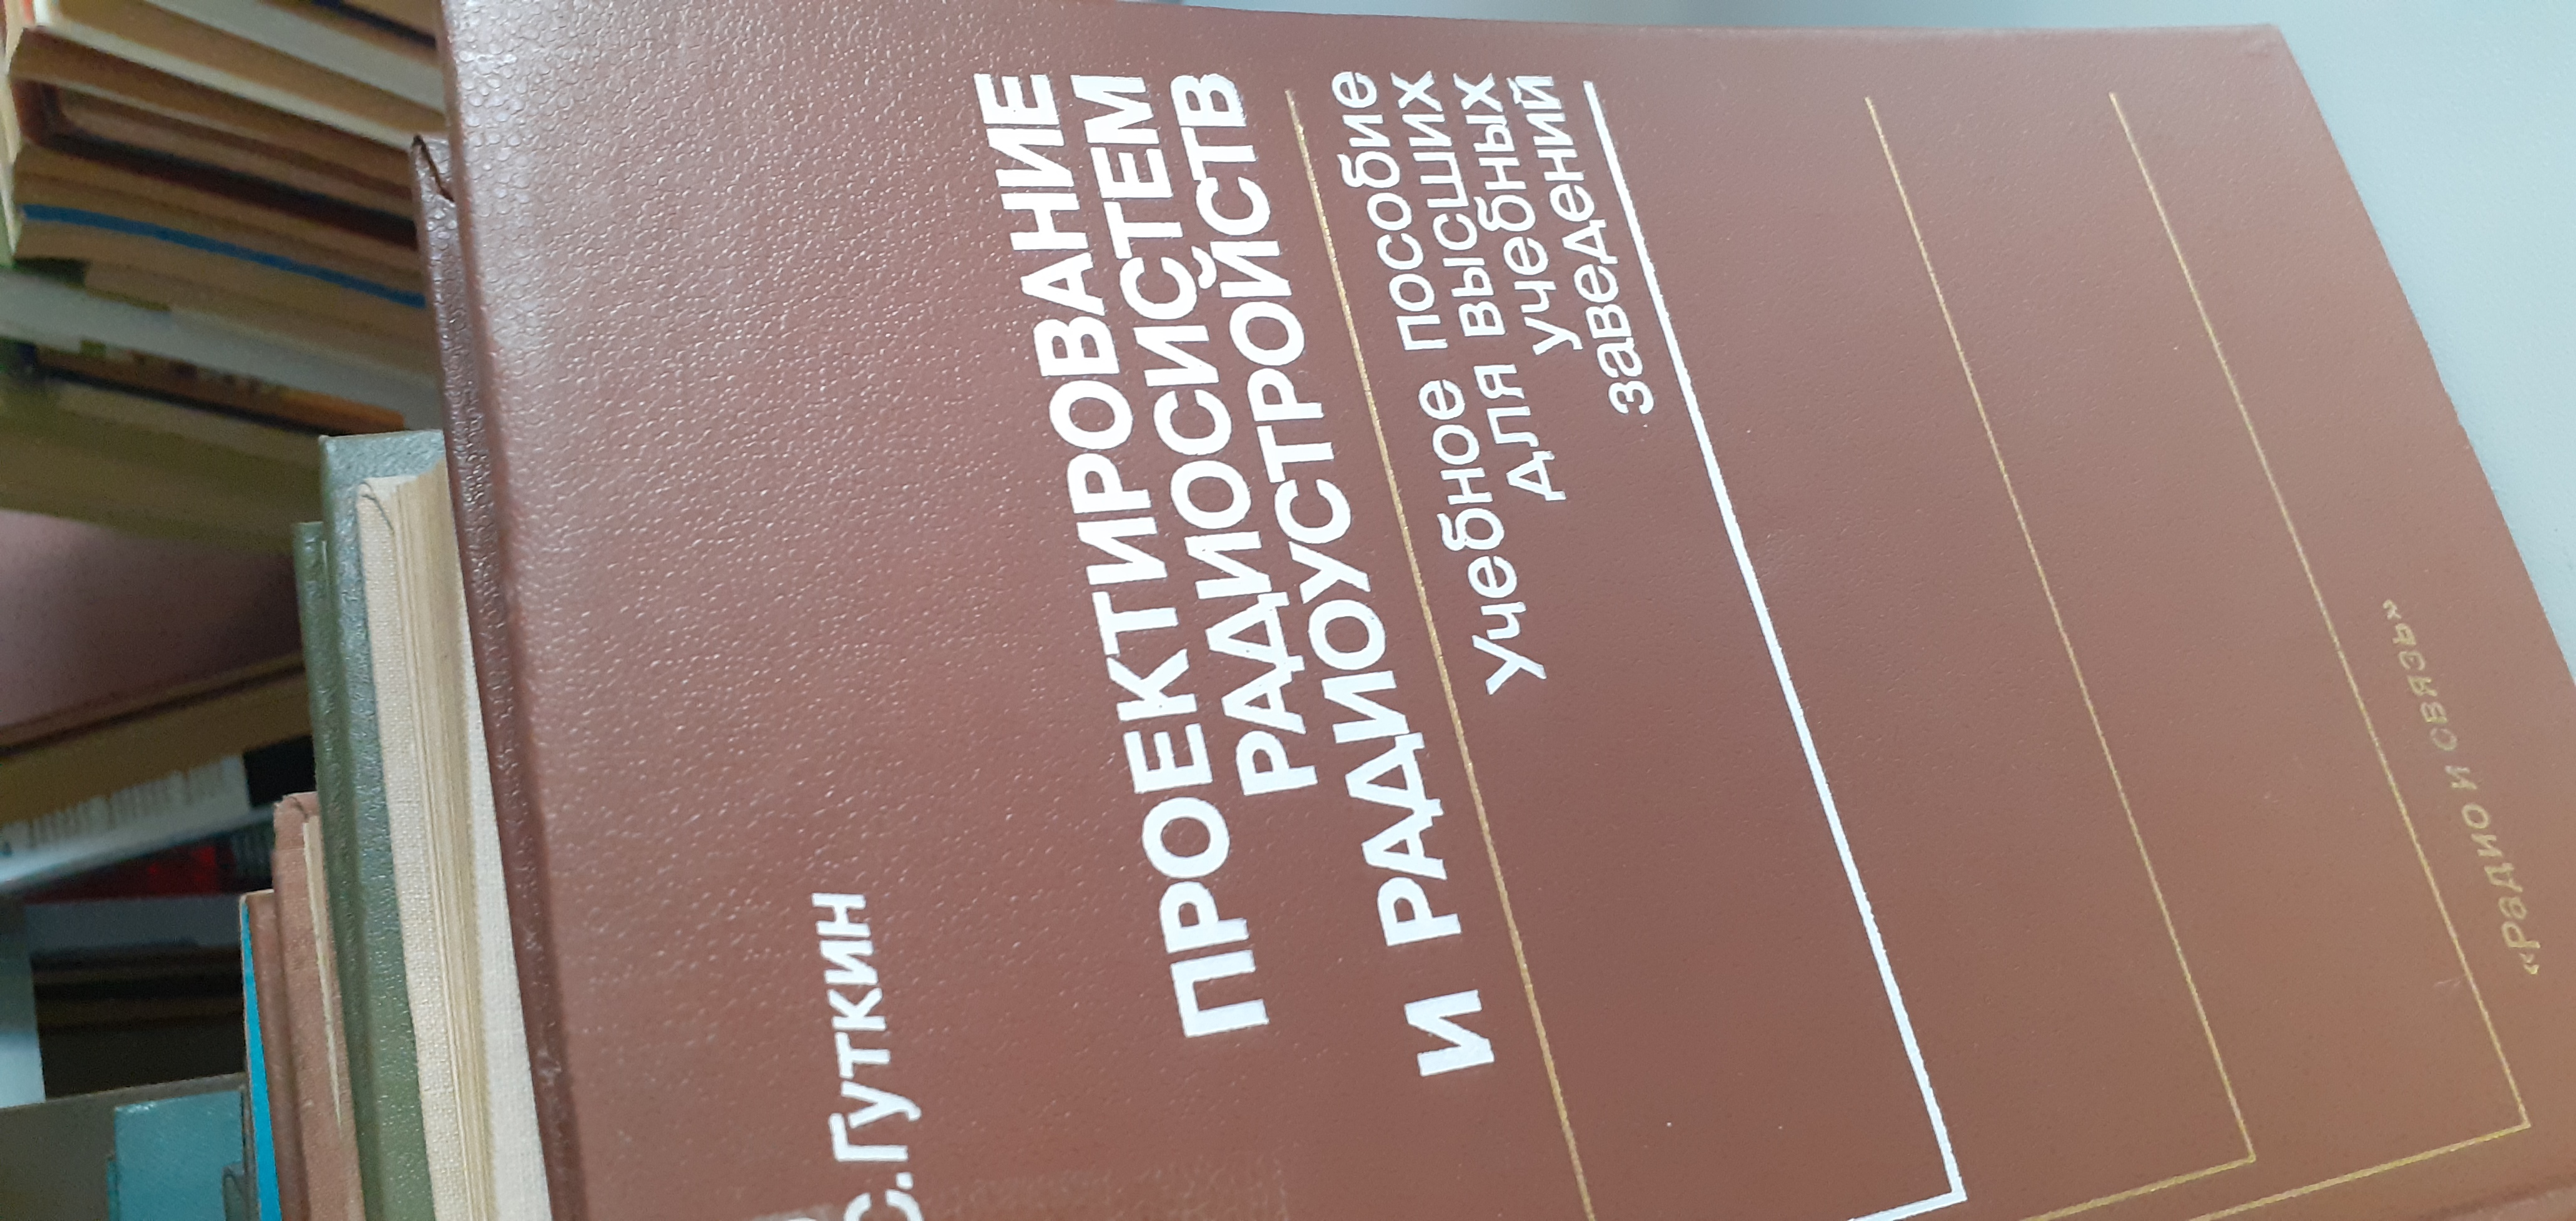 С.Гуткин
ПРОЕКТИРОВАНИЕ
РАДИОСИСТЕМ
И РАДИОУСТРОЙСТВ
Учебное пособие
для высших
учебных
заведений
«Радио и связь»